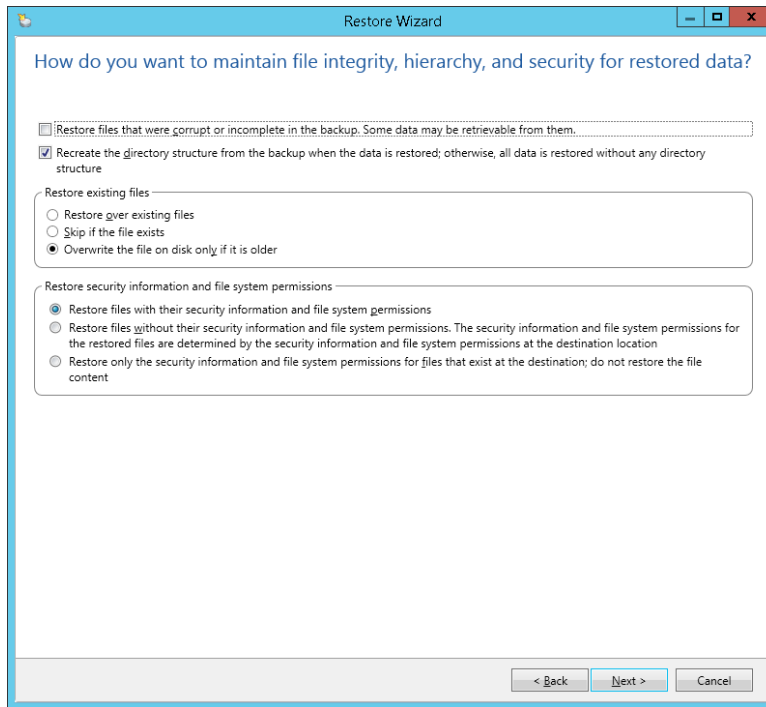 Restore Wizard
How do you want to maintain file integrity, hierarchy, and security for restored data?
Restore files that were corrupt or incomplete in the backup. Some data may be retrievable from them.
Recreate the directory structure from the backup when the data is restored; otherwise, all data is restored without any directory
structure
Restore existing files
Restore over existing files
Skip if the file exists
Overwrite the file on disk only if it is older
Restore security information and file system permissions
Restore files with their security information and file system permissions
Restore files without their security information and file system permissions. The security information and file system permissions for
the restored files are determined by the security information and file system permissions at the destination location
Restore only the security information and file system permissions for files that exist at the destination; do not restore the file
content
< Back
Next >
Cancel